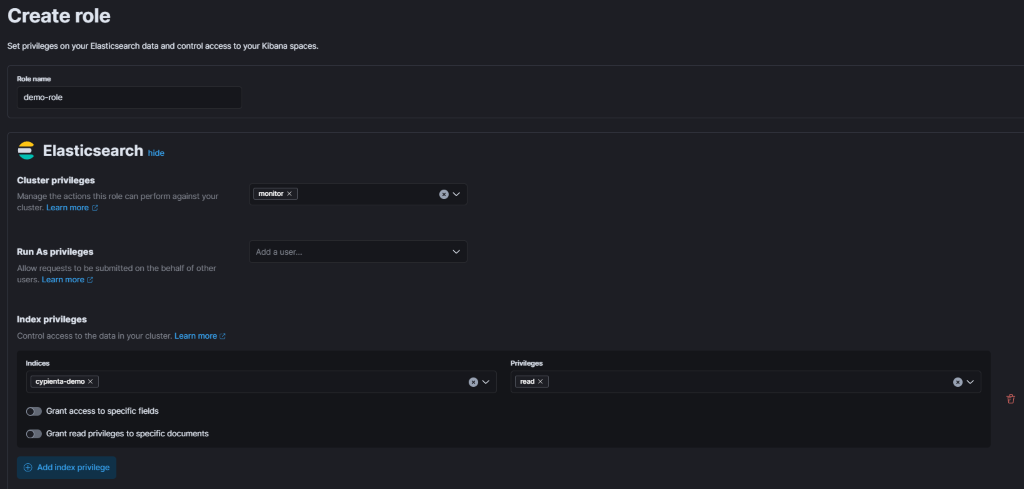 Create role
Set privileges on your Elasticsearch data and control access to your Kibana spaces.
Role name
demo-role
Elasticsearch hide
Cluster privileges
Manage the actions this role can perform against your
cluster. Learn more
monitor
Run As privileges
Allow requests to be submitted on the behalf of other
users. Learn more
Add a user...
Index privileges
Control access to the data in your cluster. Learn more
Indices
cypienta-demo
Privileges
read
Grant access to specific fields
Grant read privileges to specific documents
Add index privilege